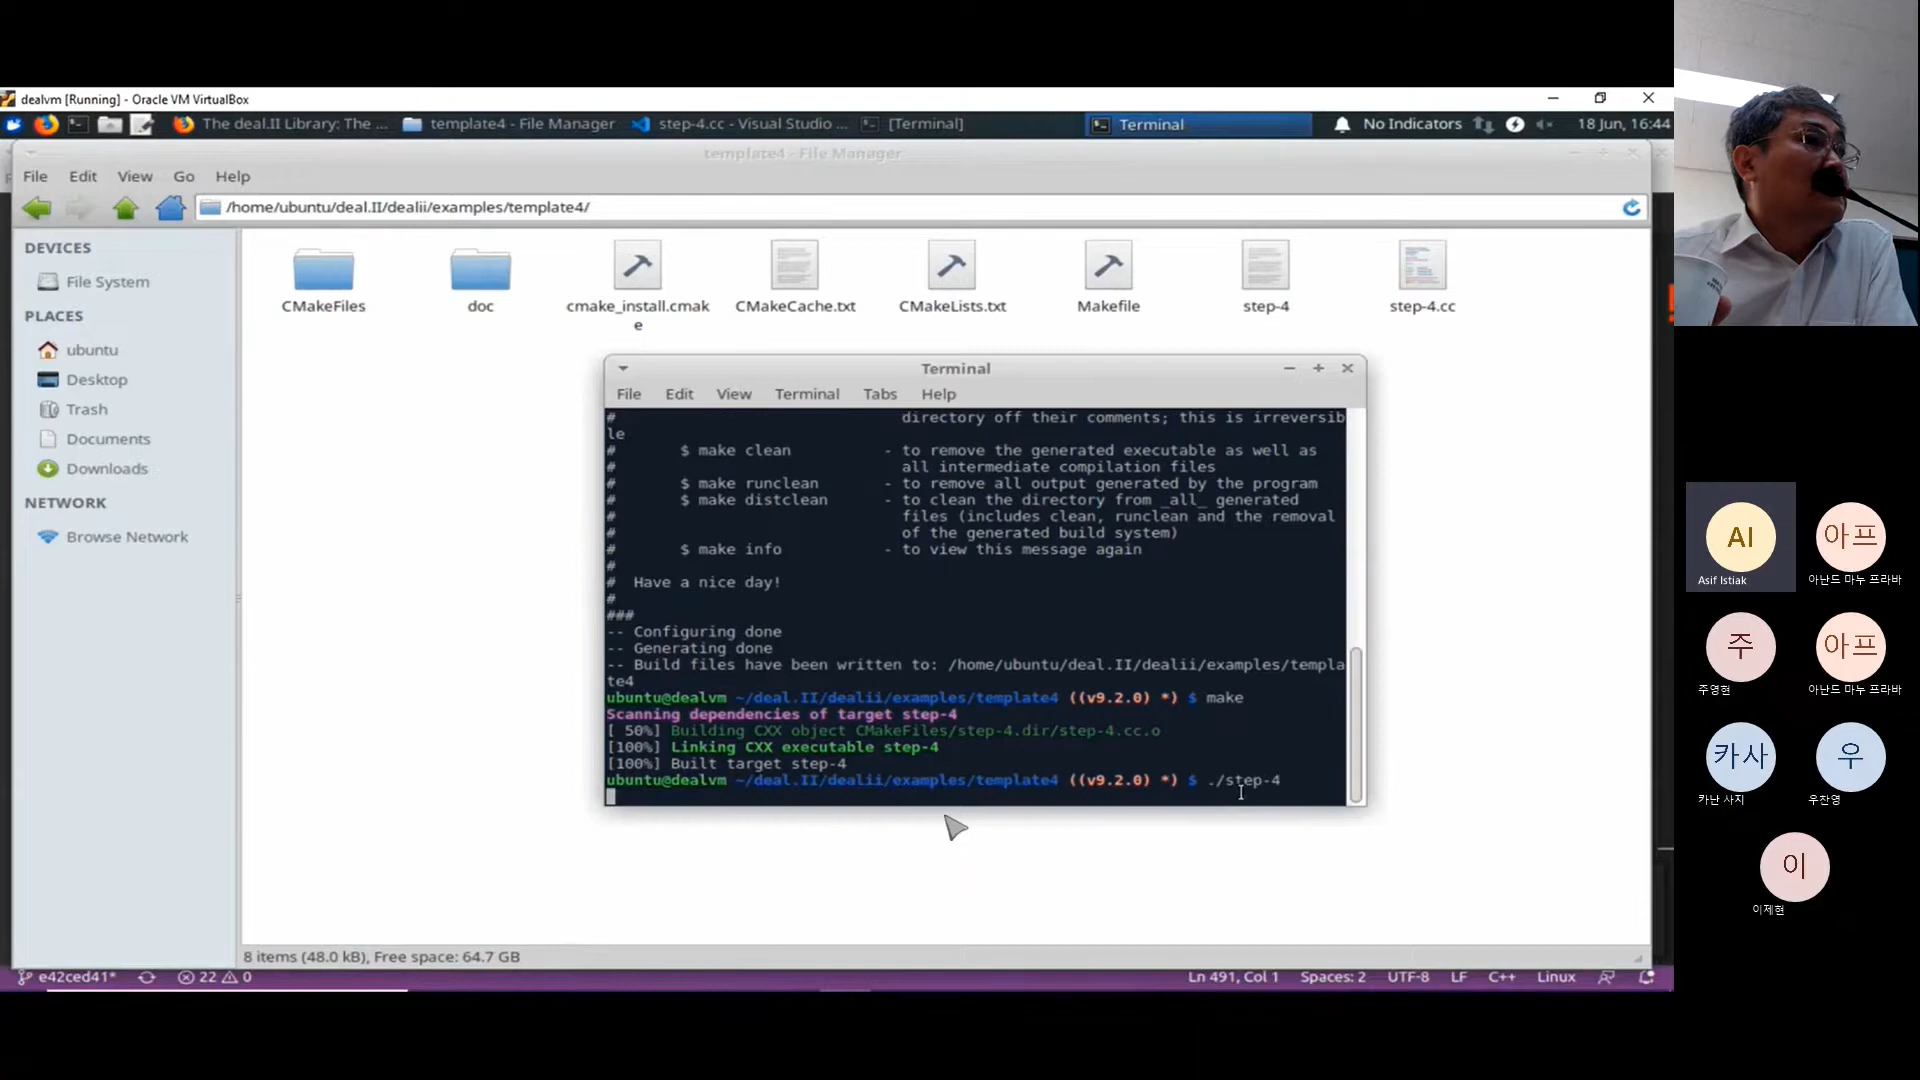 dealvm [Running] - Oracle VM VirtualBox
The deal.II Library: The ...
template4 - File Manager
step-4.cc - Visual Studio ...
[Terminal]
Terminal
No Indicators
18 Jun, 16:44
template4 - File Manager
File Edit View Go Help
/home/ubuntu/deal.II/dealii/examples/template4/
DEVICES
File System
PLACES
ubuntu
Desktop
Trash
Documents
Downloads
NETWORK
Browse Network
CMakeFiles
doc
cmake_install.cmak
e
CMakeCache.txt
CMakeLists.txt
Makefile
step-4
step-4.cc
Terminal
File Edit View Terminal Tabs Help
# directory off their comments; this is irreversib
le
# $ make clean - to remove the generated executable as well as
# all intermediate compilation files
# $ make runclean - to remove all output generated by the program
# $ make distclean - to clean the directory from _all_ generated
# files (includes clean, runclean and the removal
# of the generated build system)
# $ make info - to view this message again
#
# Have a nice day!
#
###
-- Configuring done
-- Generating done
-- Build files have been written to: /home/ubuntu/deal.II/dealii/examples/templa
te4
ubuntu@dealvm ~/deal.II/dealii/examples/template4 ((v9.2.0) *) $ make
Scanning dependencies of target step-4
[ 50%] Building CXX object CMakeFiles/step-4.dir/step-4.cc.o
[100%] Linking CXX executable step-4
[100%] Built target step-4
ubuntu@dealvm ~/deal.II/dealii/examples/template4 ((v9.2.0) *) $ ./step-4
8 items (48.0 kB), Free space: 64.7 GB
e42ced41* 22 0
Ln 491, Col 1 Spaces: 2 UTF-8 LF C++ Linux
AI
Asif Istiak
아프
아난드 마누 프라바
주
주영현
아프
아난드 마누 프라바
카사
카난 사지
우
우찬영
이
이제현